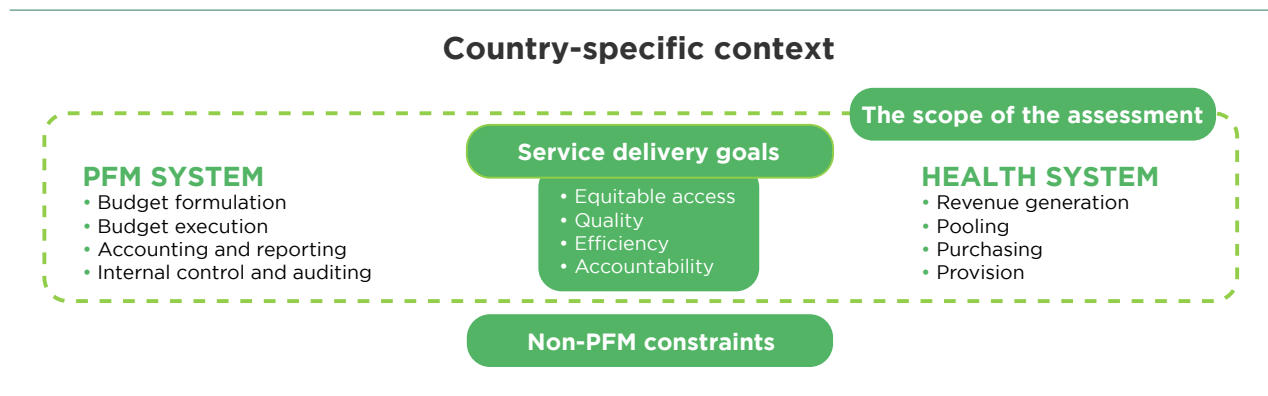 Country-specific context
The scope of the assessment
PFM SYSTEM
• Budget formulation
• Budget execution
• Accounting and reporting
• Internal control and auditing
Service delivery goals
• Equitable access
• Quality
• Efficiency
• Accountability
HEALTH SYSTEM
• Revenue generation
• Pooling
• Purchasing
• Provision
Non-PFM constraints